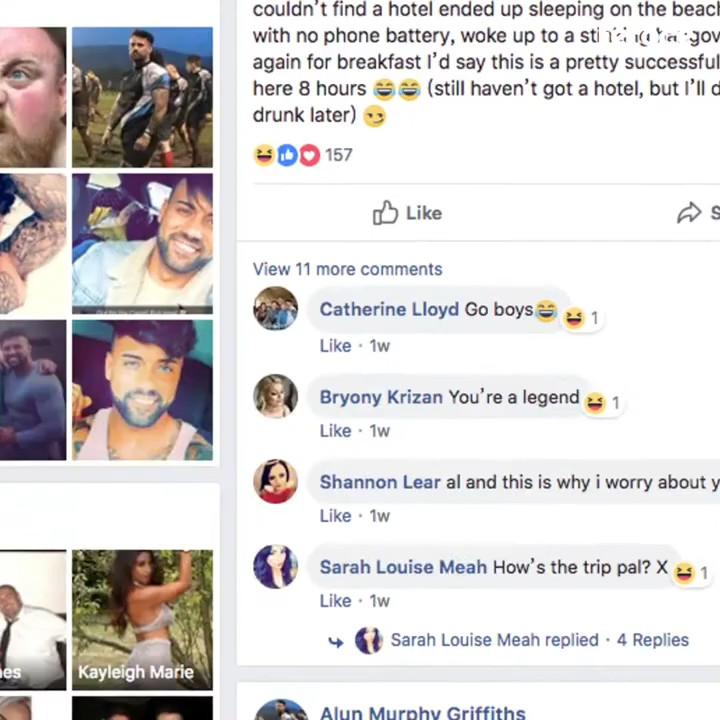 couldn't find a hotel ended up sleeping on the beach
with no phone battery, woke up to a
again for breakfast I'd say this is a pretty successful
here 8 hours 😂😂 (still haven't got a hotel, but I'll
drunk later) 😏
157
Like
View 11 more comments
Catherine Lloyd Go boys😂
1
Like · 1w
Bryony Krizan You're a legend
1
Like · 1w
Shannon Lear al and this is why i worry about
Like · 1w
Sarah Louise Meah How's the trip pal? X
1
Like · 1w
Sarah Louise Meah replied · 4 Replies
Kayleigh Marie
Alun Murphy Griffiths